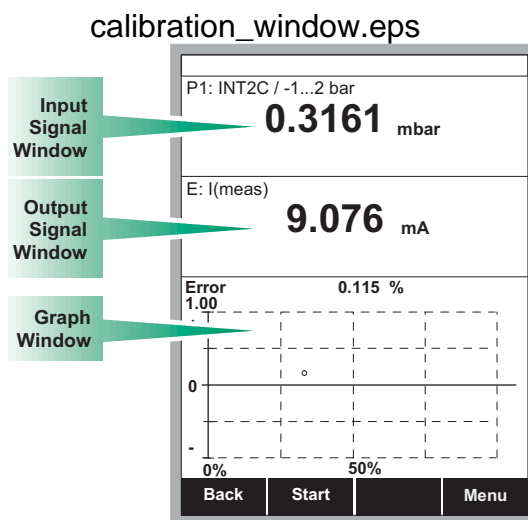 calibration_window.eps
Input
Signal
Window
P1: INT2C / -1...2 bar
0.3161 mbar
Output
Signal
Window
E: I(meas)
9.076 mA
Graph
Window
Error 0.115 %
1.00
0
-
0% 50%
Back Start Menu